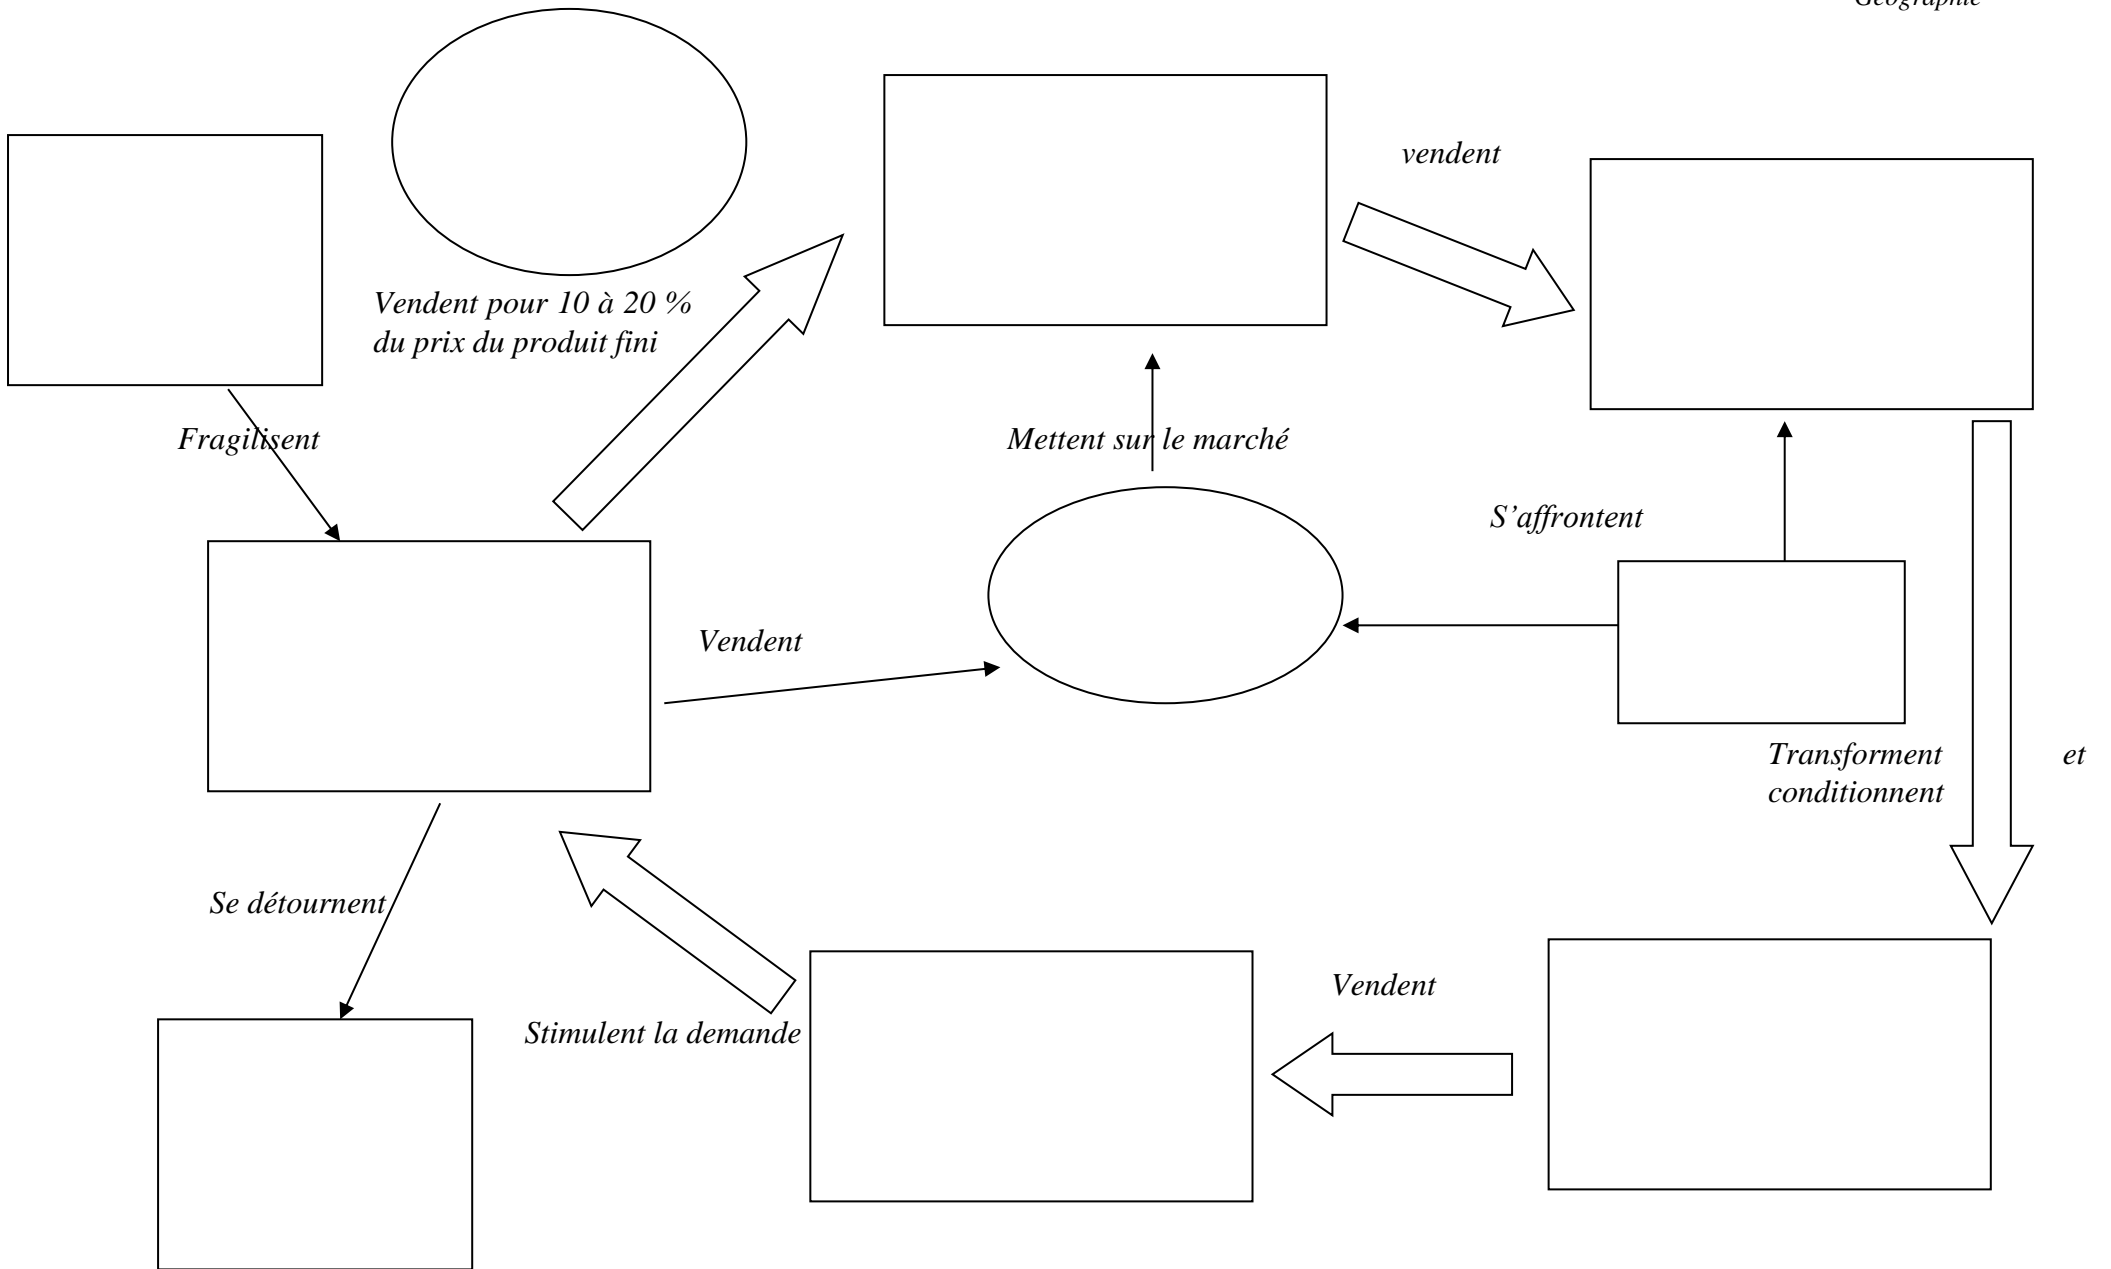 Géographie
vendent
Vendent pour 10 à 20 %
du prix du produit fini
Fragilisent
Mettent sur le marché
S’affrontent
Vendent
Transforment et
conditionnent
Se détournent
Vendent
Stimulent la demande